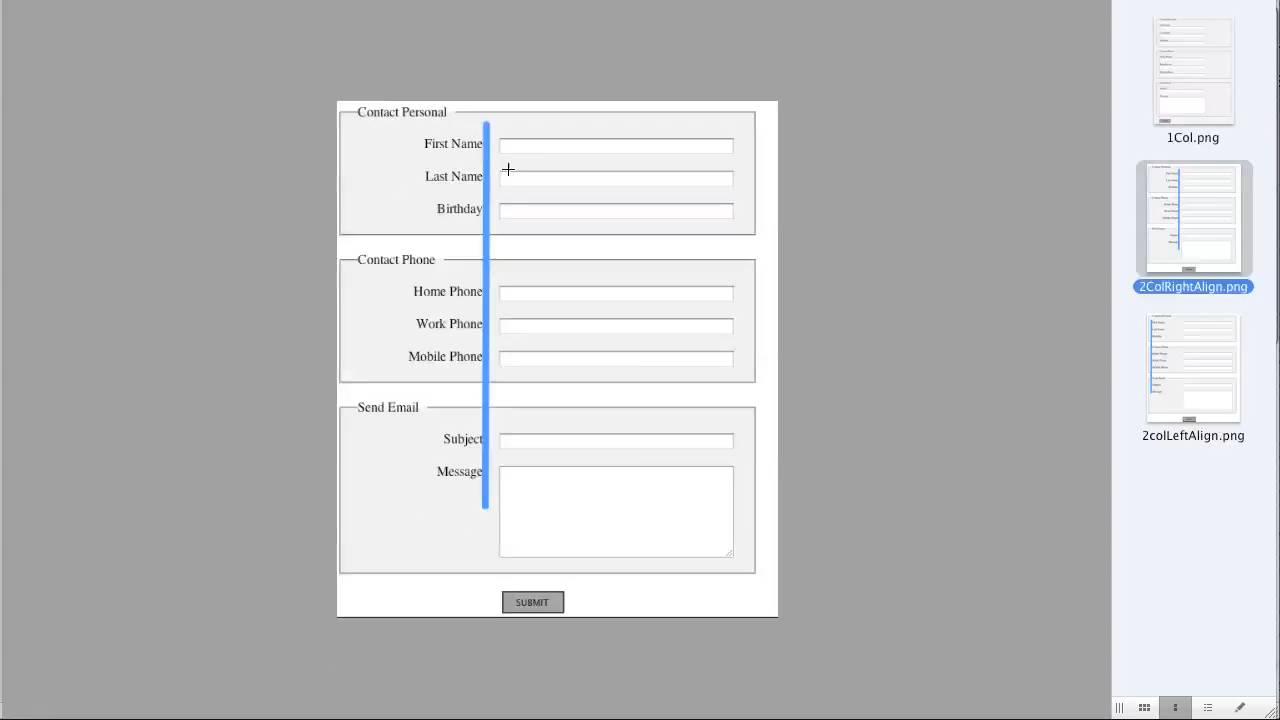 Contact Personal
First Name
Last Name
Birthday
Contact Phone
Home Phone
Work Phone
Mobile Phone
Send Email
Subject
Message
SUBMIT
1Col.png
2ColRightAlign.png
2colLeftAlign.png